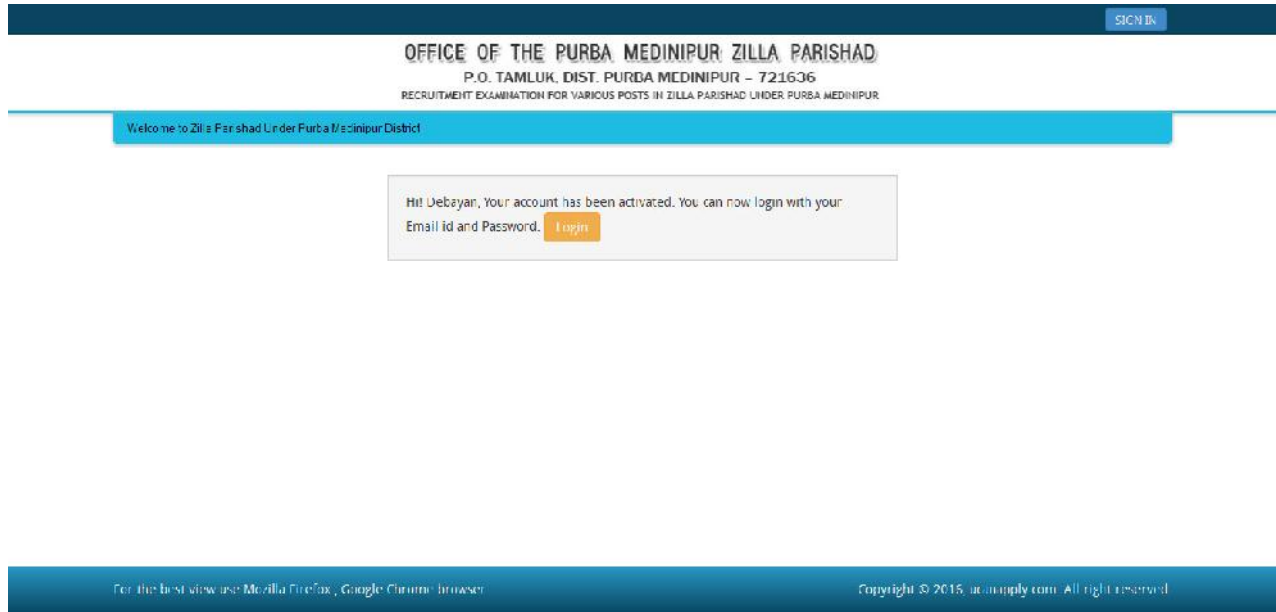 SIGN IN
OFFICE OF THE PURBA MEDINIPUR ZILLA PARISHAD
P.O. TAMLUK, DIST. PURBA MEDINIPUR – 721636
RECRUITMENT EXAMINATION FOR VARIOUS POSTS IN ZILLA PARISHAD UNDER PURBA MEDINIPUR
Welcome to Zilla Parishad Under Purba Medinipur District
Hi! Debayan, Your account has been activated. You can now login with your
Email id and Password. Login
For the best view use Mozilla Firefox , Google Chrome browser
Copyright © 2016, ucanapply.com. All right reserved